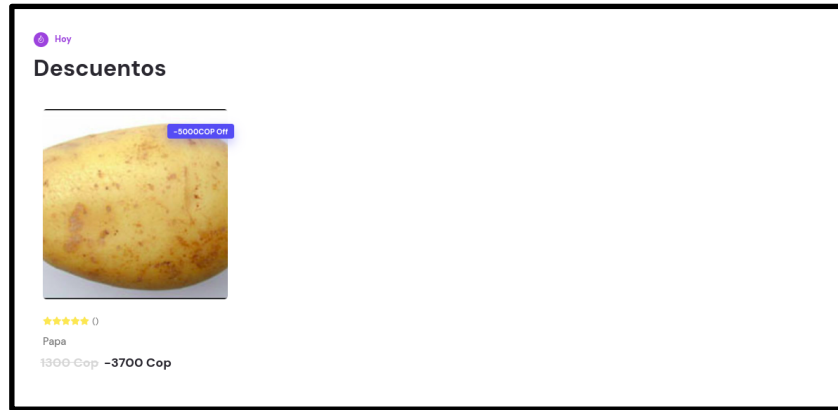 Hoy
Descuentos
-5000COP Off
()
Papa
1300 Cop -3700 Cop